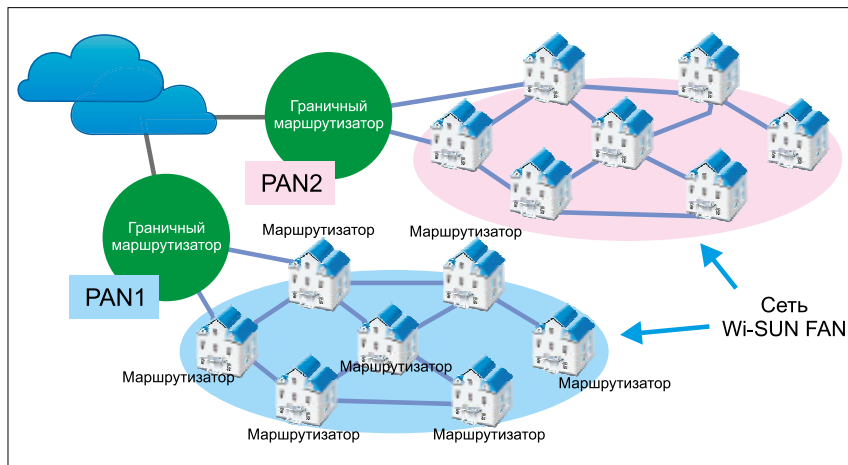 Граничный
маршрутизатор
PAN2
Граничный
маршрутизатор
PAN1
Маршрутизатор
Маршрутизатор
Сеть
Wi-SUN FAN
Маршрутизатор
Маршрутизатор
Маршрутизатор
Маршрутизатор
Маршрутизатор